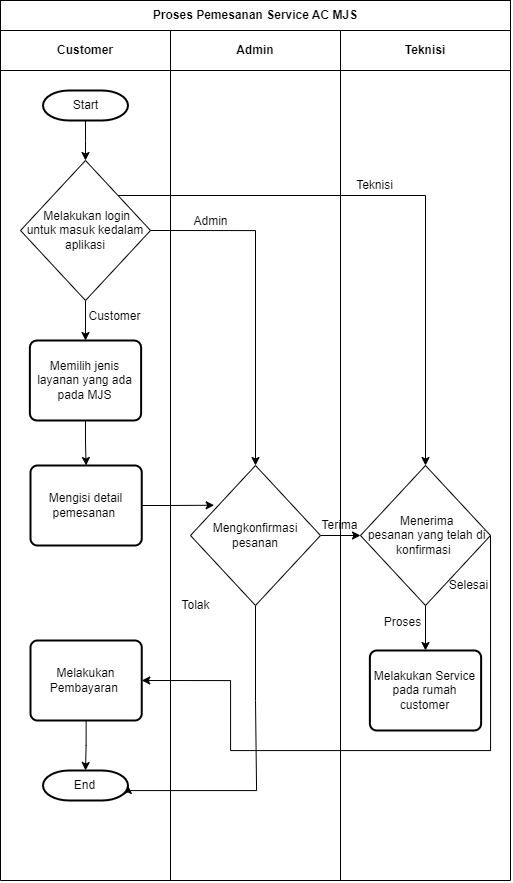 Proses Pemesanan Service AC MJS
Customer
Admin
Teknisi
Start
Teknisi
Melakukan login
untuk masuk kedalam
aplikasi
Admin
Customer
Memilih jenis
layanan yang ada
pada MJS
Mengisi detail
pemesanan
Mengkonfirmasi
pesanan
Terima
Menerima
pesanan yang telah di
konfirmasi
Selesai
Tolak
Proses
Melakukan
Pembayaran
Melakukan Service
pada rumah
customer
End